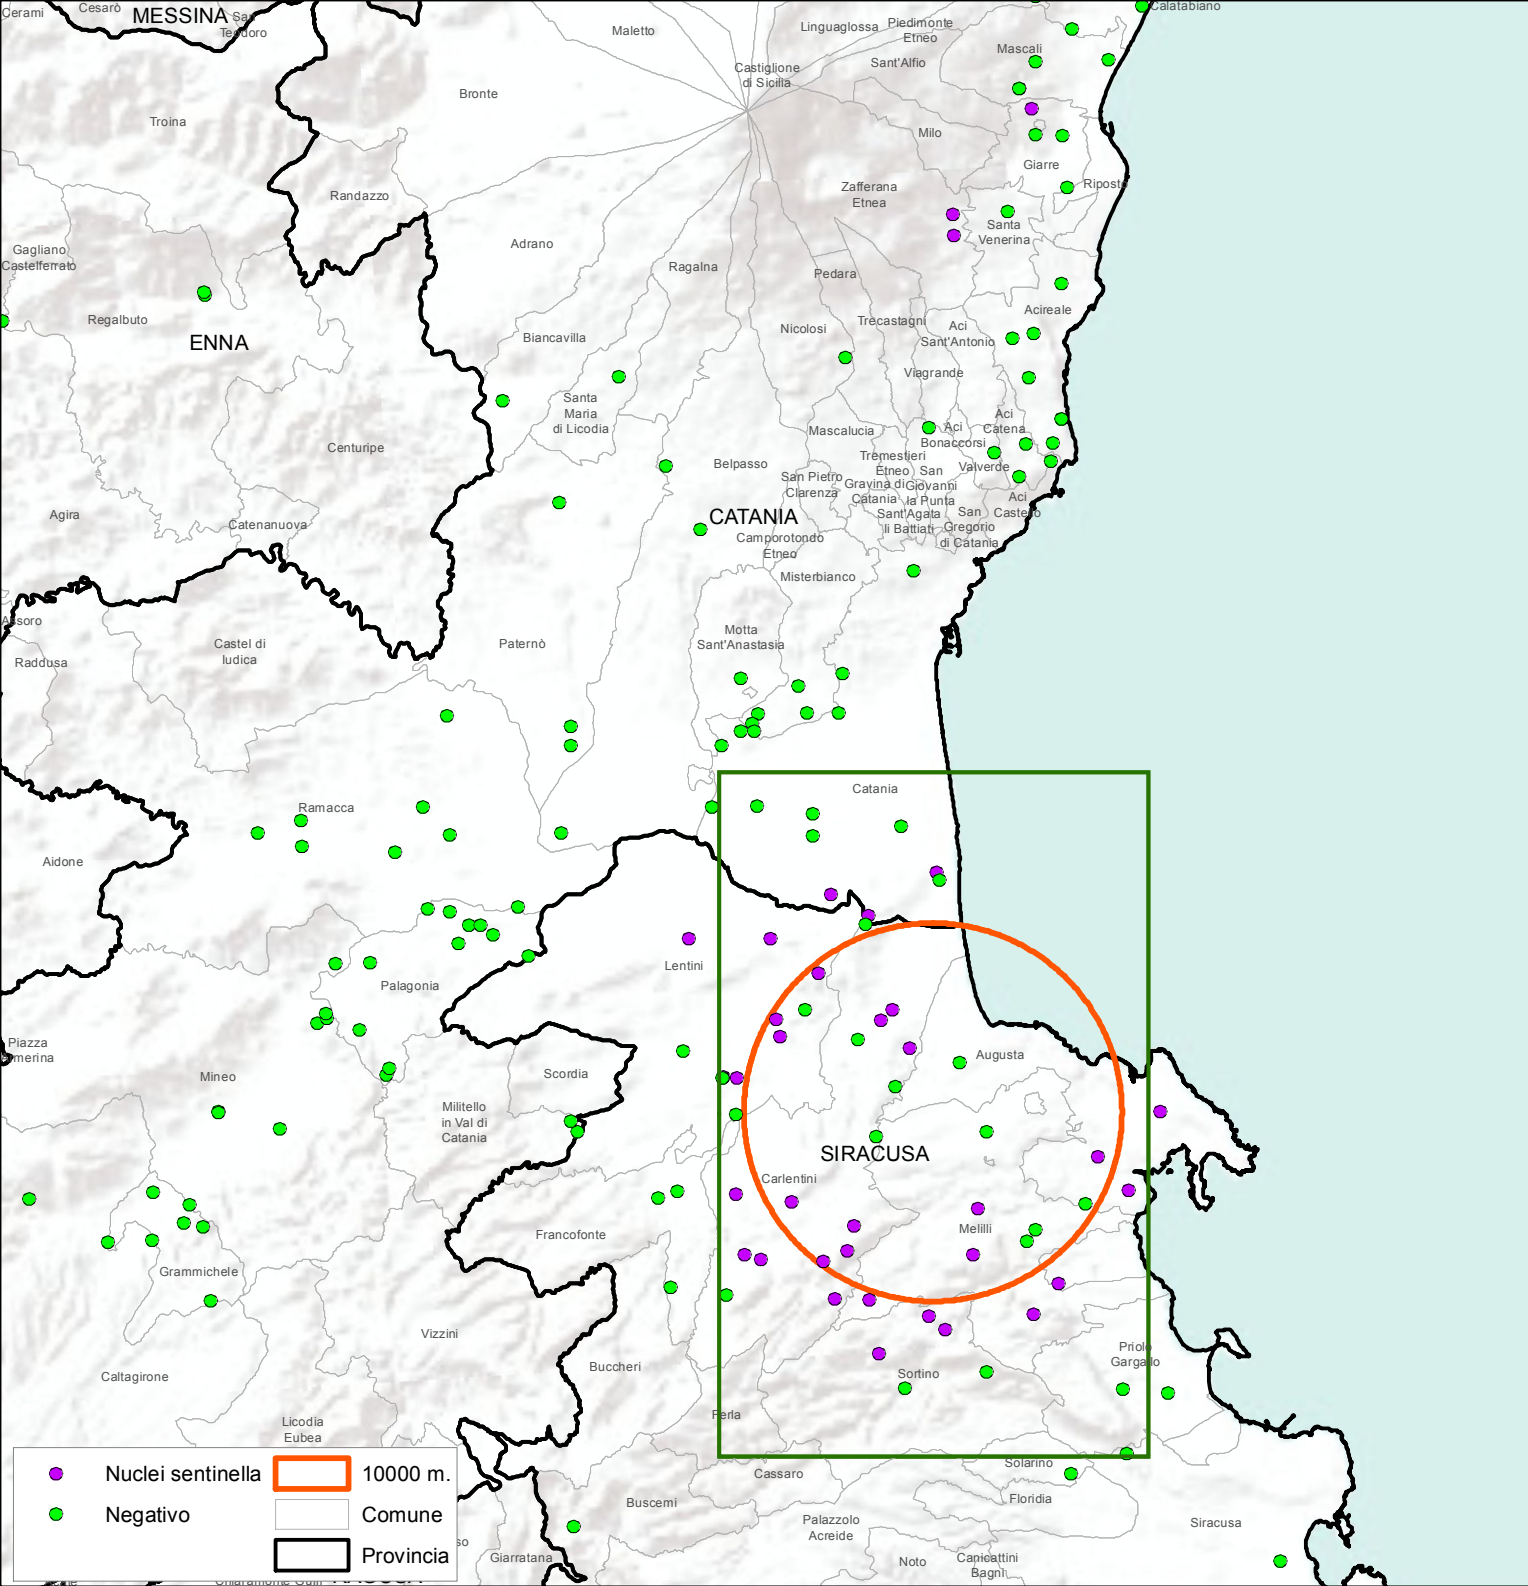 Cerami
Cesarò
MESSINA
San
Teodoro
Maletto
Linguaglossa
Piedimonte
Etneo
Calatabiano
Mascali
Sant'Alfio
Castiglione
di Sicilia
Bronte
Troina
Milo
Giarre
Riposto
Randazzo
Zafferana
Etnea
Santa
Venerina
Gagliano
Castelferrato
Adrano
Ragalna
Pedara
Regalbuto
ENNA
Biancavilla
Nicolosi
Trecastagni
Aci
Sant'Antonio
Acireale
Viagrande
Santa
Maria
di Licodia
Mascalucia
Aci
Bonaccorsi
Aci
Catena
Centuripe
Belpasso
Tremestieri
Etneo
San Pietro
Clarenza
Gravina di
Catania
San
Giovanni
la Punta
Valverde
Sant'Agata
li Battiati
San
Gregorio
di Catania
Aci
Castello
Agira
Catenanuova
CATANIA
Camporotondo
Etneo
Misterbianco
Assoro
Raddusa
Castel di
Iudica
Paternò
Motta
Sant'Anastasia
Catania
Ramacca
Aidone
Lentini
Palagonia
Piazza
Armerina
Mineo
Scordia
Augusta
Militello
in Val di
Catania
SIRACUSA
Carlentini
Melilli
Francofonte
Grammichele
Vizzini
Buccheri
Priolo
Gargallo
Sortino
Caltagirone
Ferla
Licodia
Eubea
Cassaro
Solarino
Floridia
Buscemi
Palazzolo
Acreide
Siracusa
Noto
Canicattini
Bagni
Giarratana
Chiaramonte Gulfi
RAGUSA
Nuclei sentinella
10000 m.
Negativo
Comune
Provincia